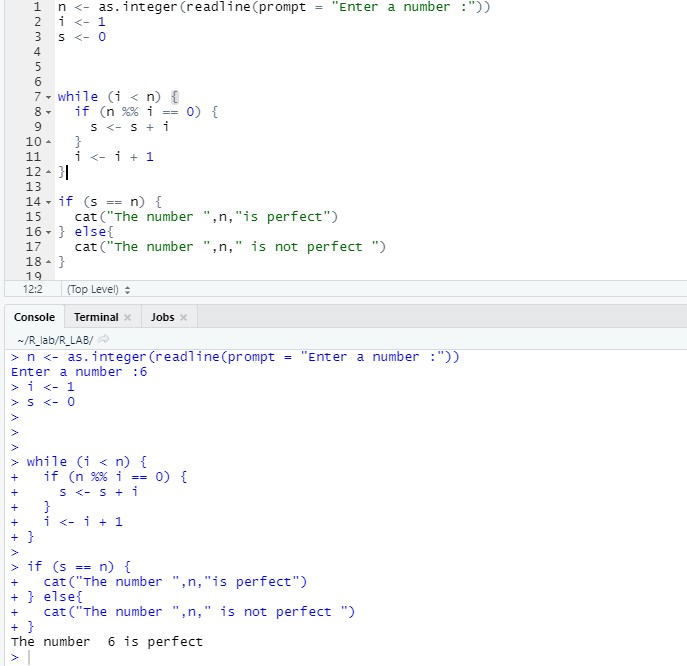 1 n <- as.integer(readline(prompt = "Enter a number :"))
2 i <- 1
3 s <- 0
4
5
6
7 while (i < n) {
8   if (n %% i == 0) {
9     s <- s + i
10   }
11   i <- i + 1
12 }
13
14 if (s == n) {
15   cat("The number ",n,"is perfect")
16 } else{
17   cat("The number ",n," is not perfect ")
18 }
19
12:2 (Top Level)
Console Terminal Jobs
~/R_lab/R_LAB/
> n <- as.integer(readline(prompt = "Enter a number :"))
Enter a number :6
> i <- 1
> s <- 0
>
>
>
> while (i < n) {
+   if (n %% i == 0) {
+     s <- s + i
+   }
+   i <- i + 1
+ }
>
> if (s == n) {
+   cat("The number ",n,"is perfect")
+ } else{
+   cat("The number ",n," is not perfect ")
+ }
The number  6 is perfect
>